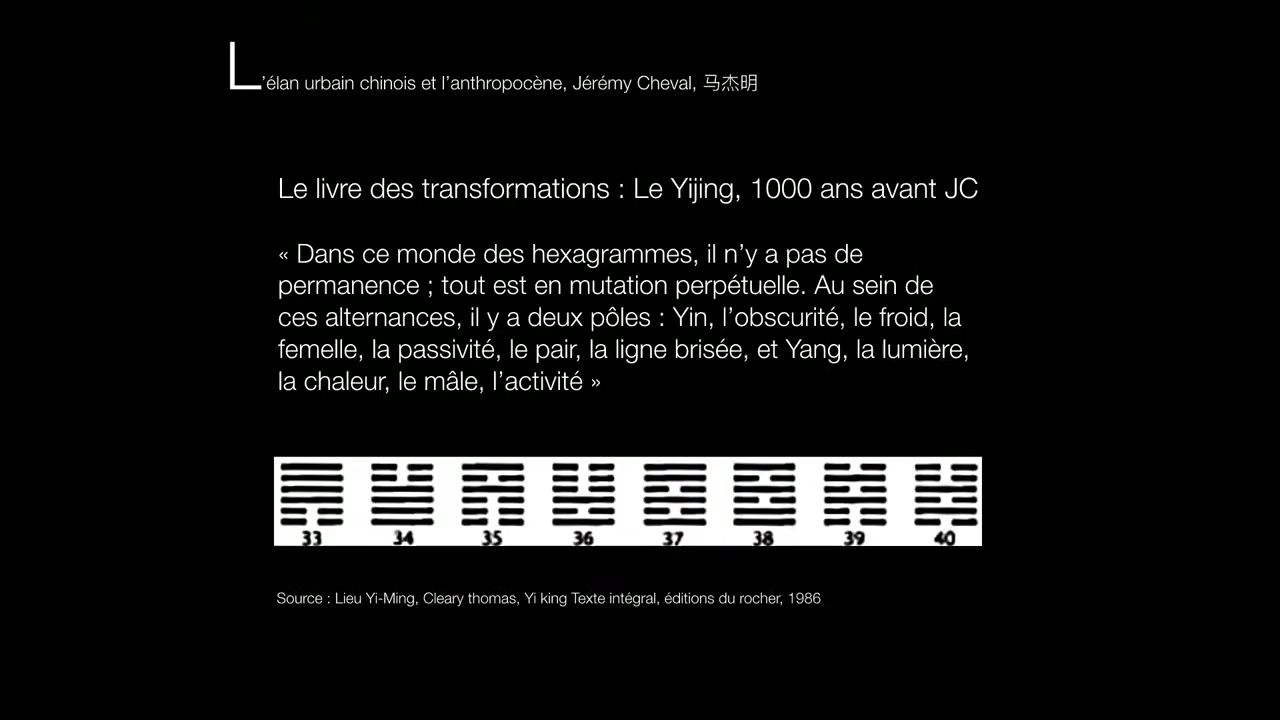 L'élan urbain chinois et l'anthropocène, Jérémy Cheval, 马杰明
Le livre des transformations : Le Yijing, 1000 ans avant JC
« Dans ce monde des hexagrammes, il n'y a pas de
permanence ; tout est en mutation perpétuelle. Au sein de
ces alternances, il y a deux pôles : Yin, l'obscurité, le froid, la
femelle, la passivité, le pair, la ligne brisée, et Yang, la lumière,
la chaleur, le mâle, l'activité »
33 34 35 36 37 38 39 40
Source : Lieu Yi-Ming, Cleary thomas, Yi king Texte intégral, éditions du rocher, 1986